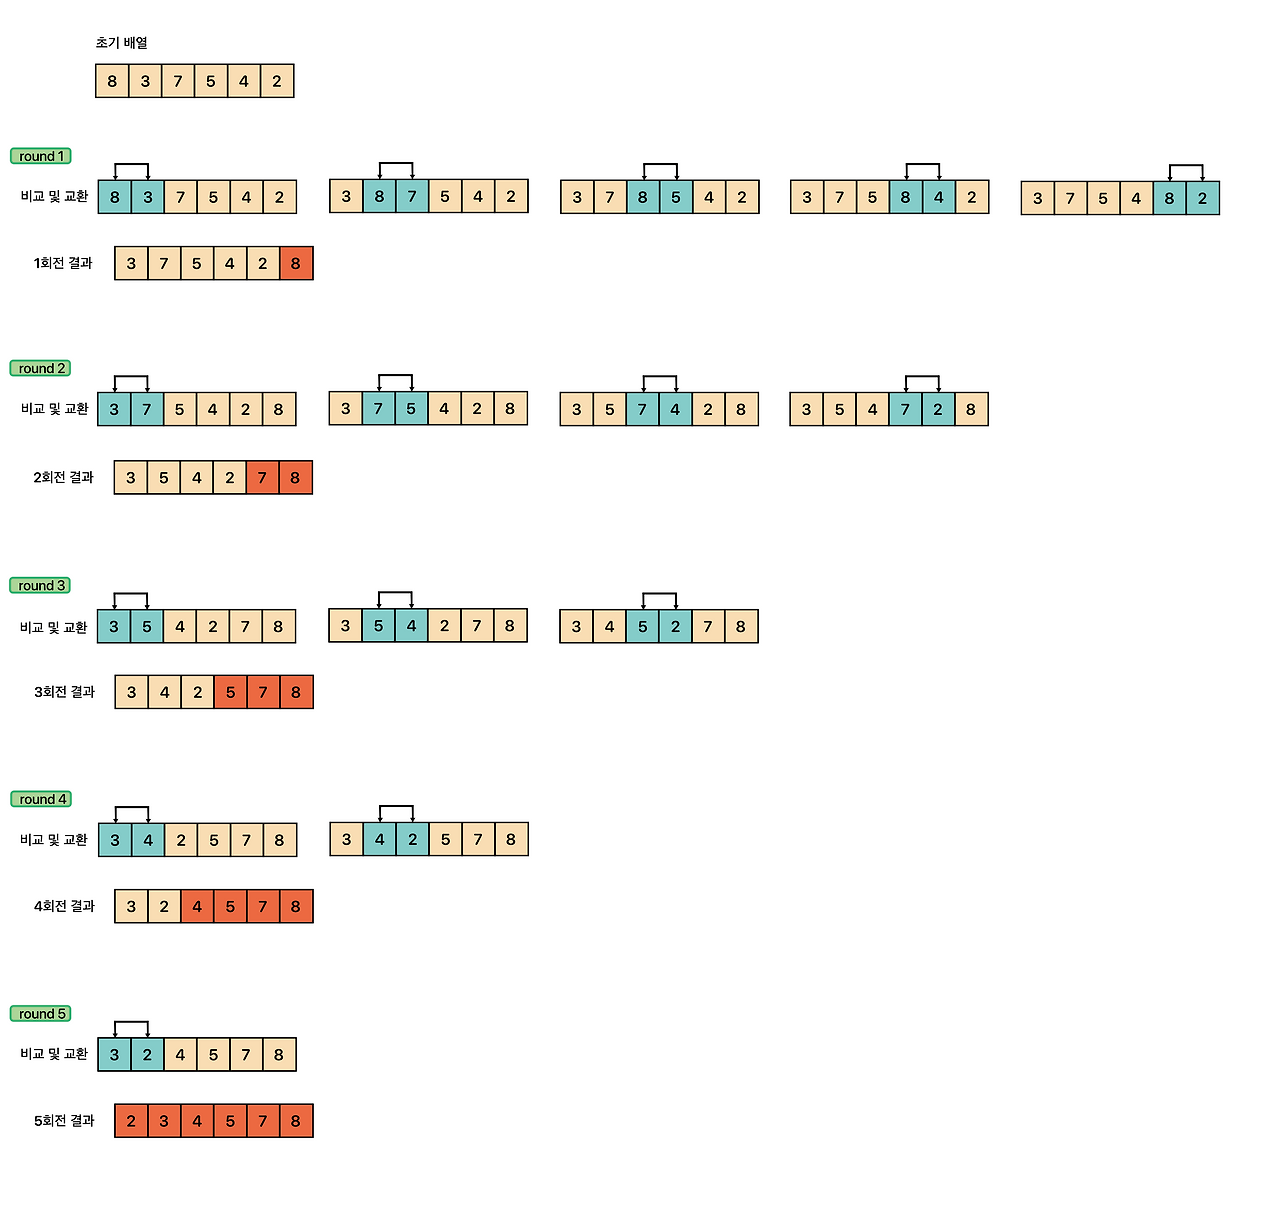 초기 배열
8 3 7 5 4 2
round 1
비교 및 교환 8 3 7 5 4 2 3 8 7 5 4 2 3 7 8 5 4 2 3 7 5 8 4 2 3 7 5 4 8 2
1회전 결과 3 7 5 4 2 8
round 2
비교 및 교환 3 7 5 4 2 8 3 7 5 4 2 8 3 5 7 4 2 8 3 5 4 7 2 8
2회전 결과 3 5 4 2 7 8
round 3
비교 및 교환 3 5 4 2 7 8 3 5 4 2 7 8 3 4 5 2 7 8
3회전 결과 3 4 2 5 7 8
round 4
비교 및 교환 3 4 2 5 7 8 3 4 2 5 7 8
4회전 결과 3 2 4 5 7 8
round 5
비교 및 교환 3 2 4 5 7 8
5회전 결과 2 3 4 5 7 8